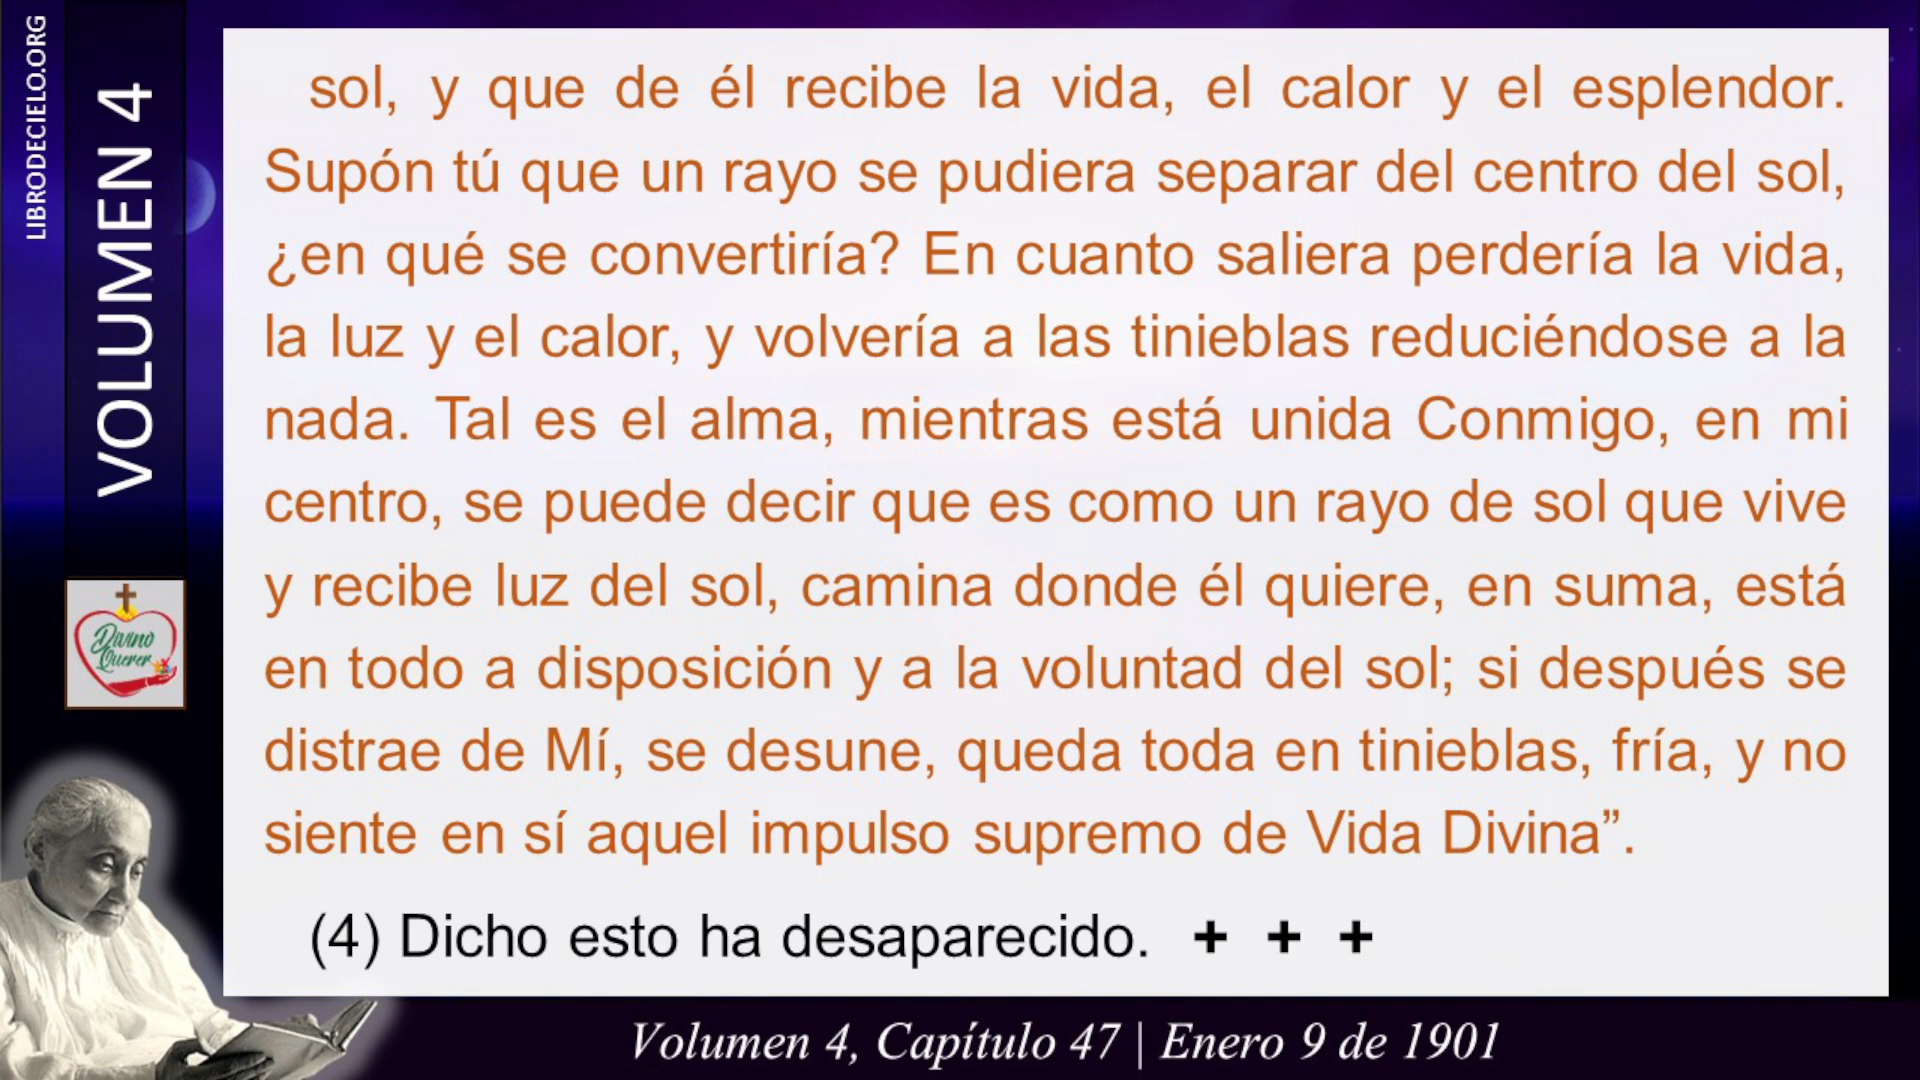 LIBRODECIELO.ORG
VOLUMEN 4
Divino
Querer
sol, y que de él recibe la vida, el calor y el esplendor.
Supón tú que un rayo se pudiera separar del centro del sol,
¿en qué se convertiría? En cuanto saliera perdería la vida,
la luz y el calor, y volvería a las tinieblas reduciéndose a la
nada. Tal es el alma, mientras está unida Conmigo, en mi
centro, se puede decir que es como un rayo de sol que vive
y recibe luz del sol, camina donde él quiere, en suma, está
en todo a disposición y a la voluntad del sol; si después se
distrae de Mí, se desune, queda toda en tinieblas, fría, y no
siente en sí aquel impulso supremo de Vida Divina”.
(4) Dicho esto ha desaparecido. + + +
Volumen 4, Capítulo 47 | Enero 9 de 1901